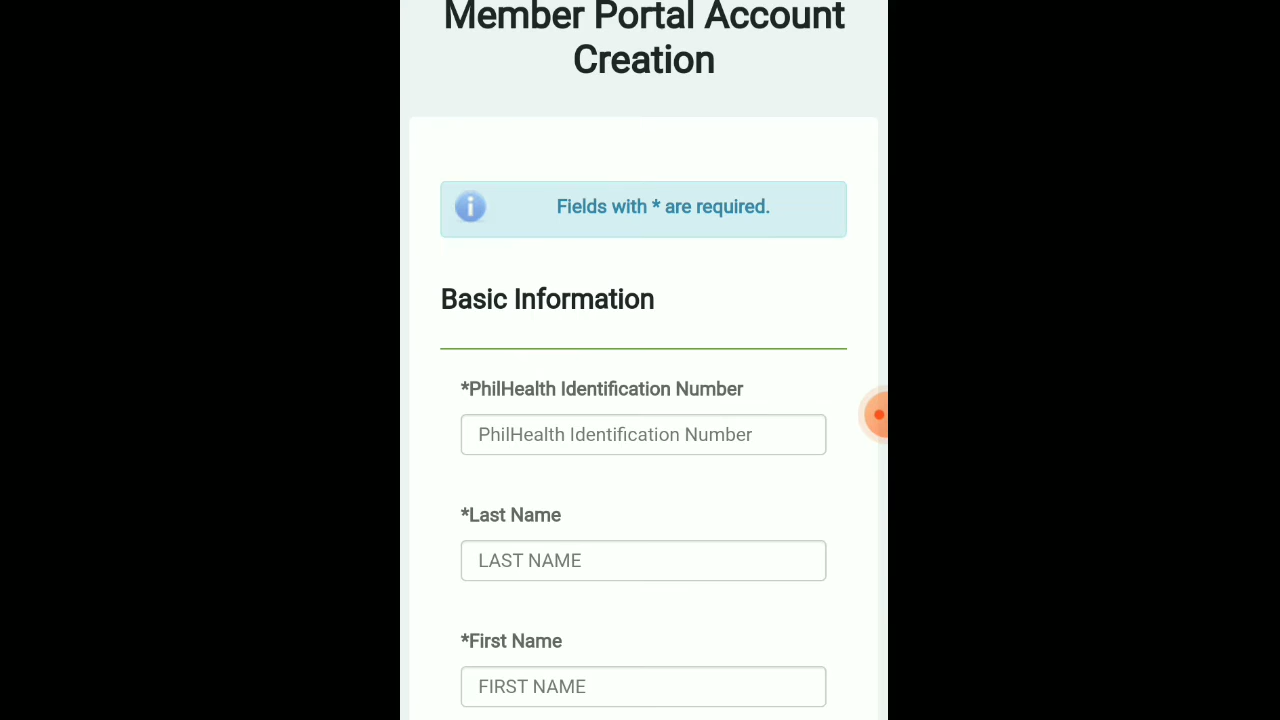 Member Portal Account
Creation
Fields with * are required.
Basic Information
*PhilHealth Identification Number
PhilHealth Identification Number
*Last Name
LAST NAME
*First Name
FIRST NAME